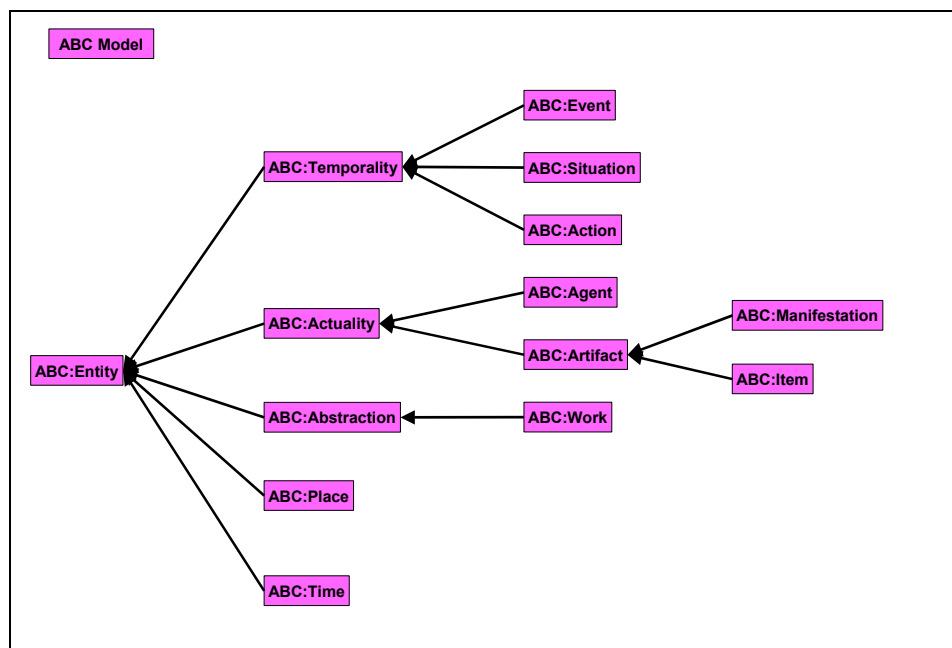 ABC Model
ABC:Event
ABC:Temporality
ABC:Situation
ABC:Action
ABC:Agent
ABC:Actuality
ABC:Manifestation
ABC:Artifact
ABC:Entity
ABC:Item
ABC:Abstraction
ABC:Work
ABC:Place
ABC:Time